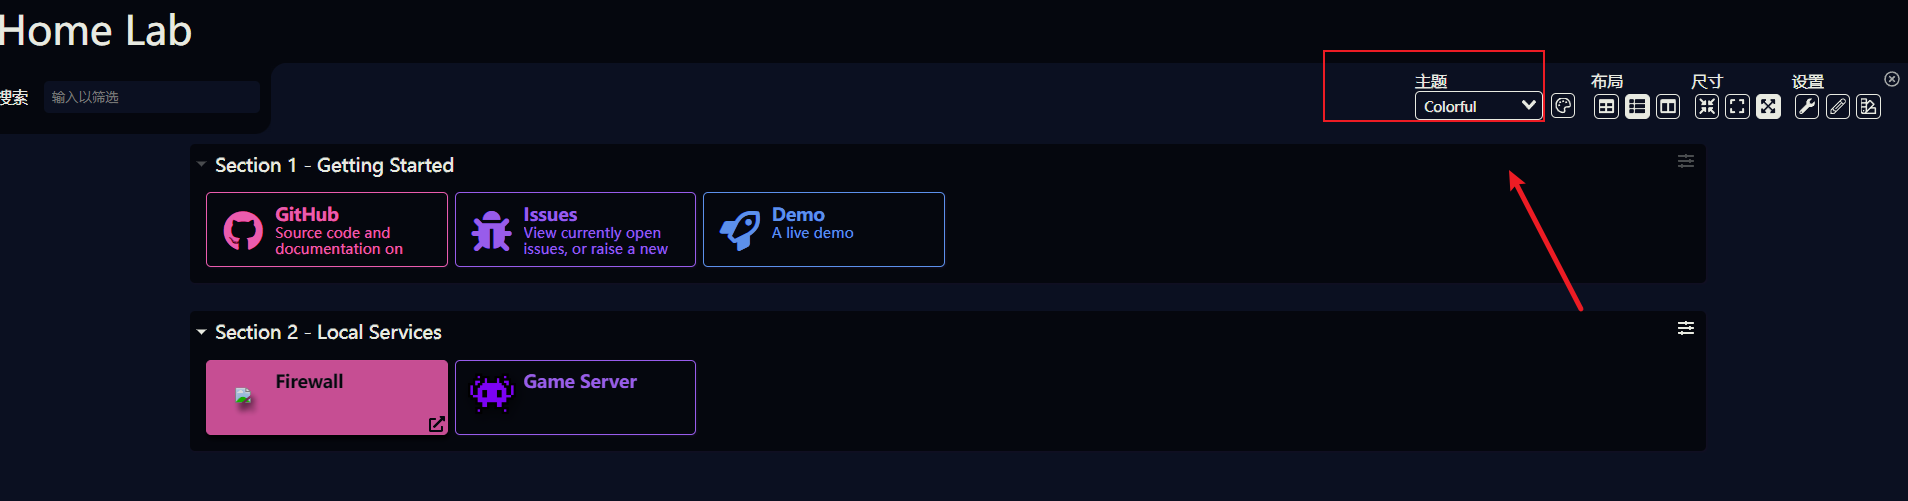 Home Lab
搜索
输入以筛选
主题
Colorful
布局
尺寸
设置
Section 1 - Getting Started
GitHub
Source code and
documentation on
Issues
View currently open
issues, or raise a new
Demo
A live demo
Section 2 - Local Services
Firewall
Game Server